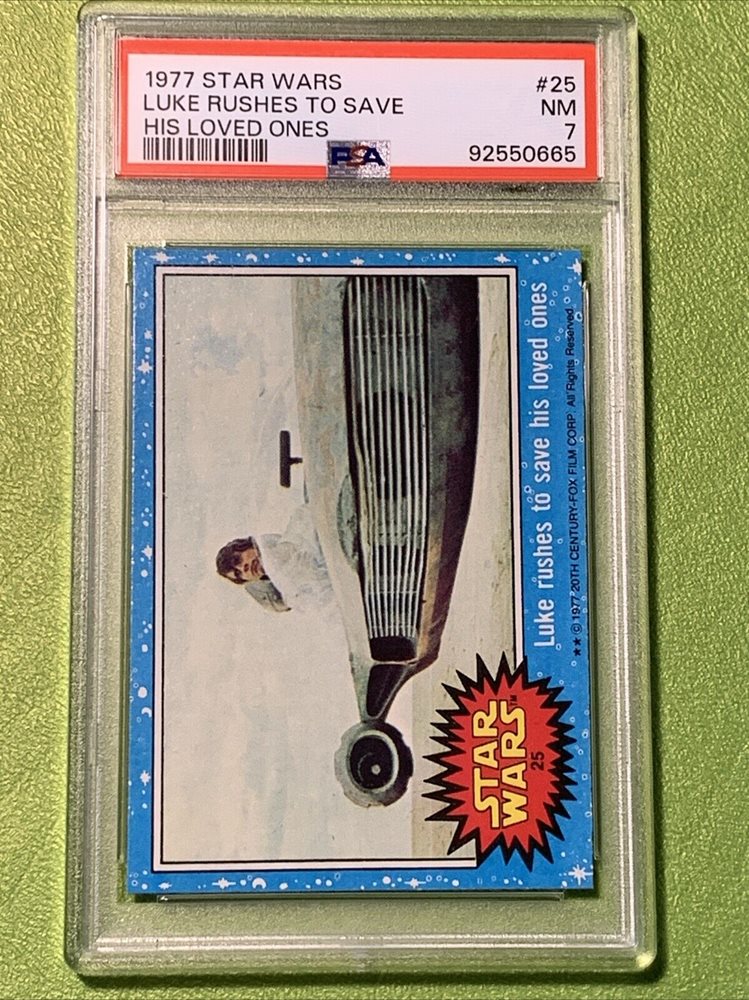 1977 STAR WARS #25
LUKE RUSHES TO SAVE NM
HIS LOVED ONES 7
PSA 92550665
Luke rushes to save his loved ones
★★ © 1977 20TH CENTURY-FOX FILM CORP. All Rights Reserved.
STAR
WARS™
25